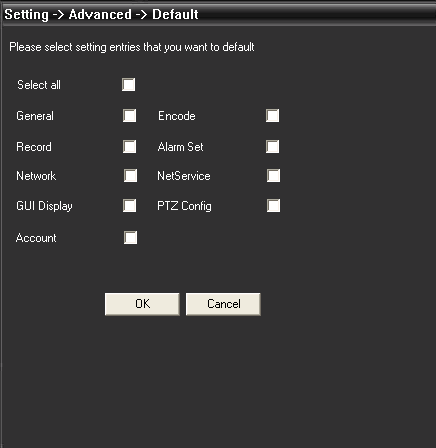 Setting -> Advanced -> Default
Please select setting entries that you want to default
Select all
General Encode
Record Alarm Set
Network NetService
GUI Display PTZ Config
Account
OK Cancel